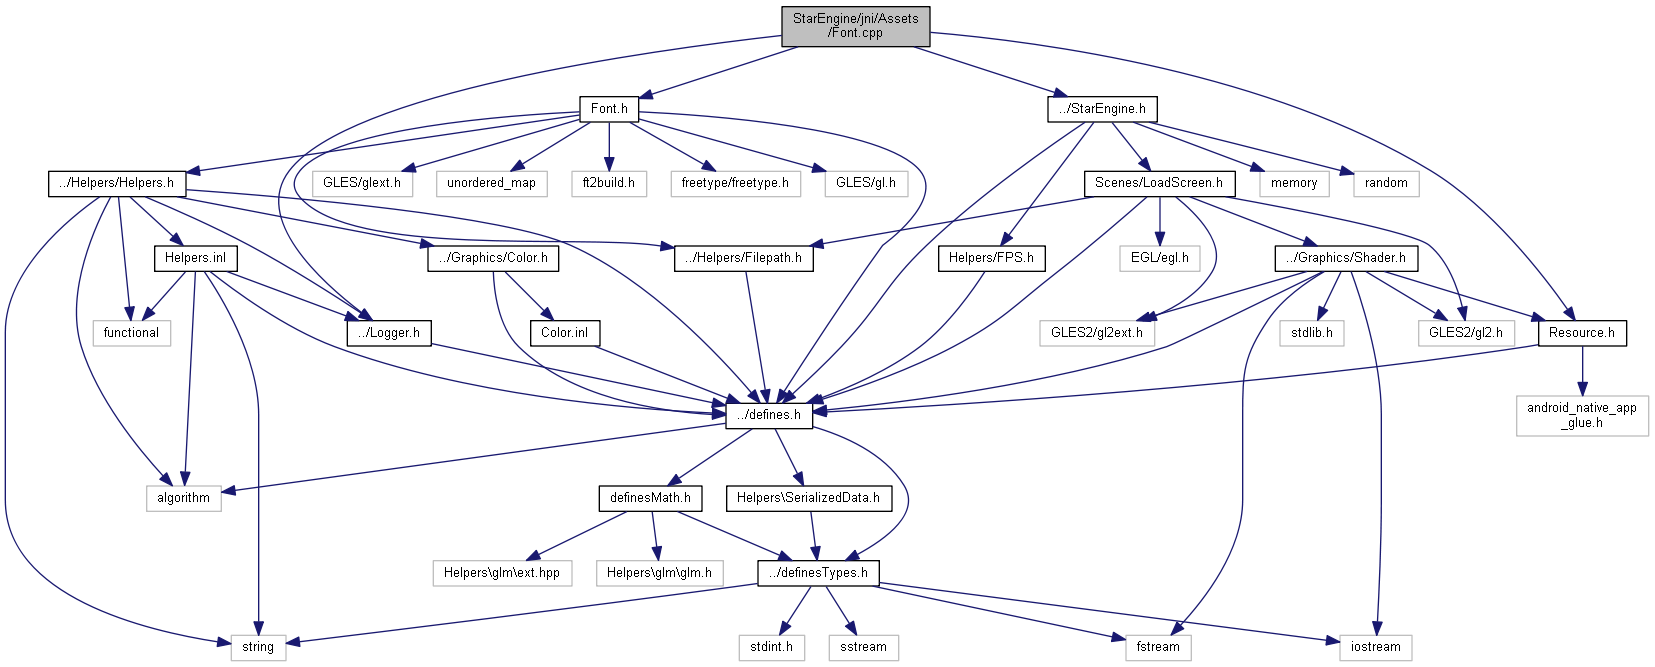 StarEngine/jni/Assets
/Font.cpp
Font.h
../StarEngine.h
../Helpers/Helpers.h
GLES/glext.h
unordered_map
ft2build.h
freetype/freetype.h
GLES/gl.h
Scenes/LoadScreen.h
memory
random
Helpers.inl
../Graphics/Color.h
../Helpers/Filepath.h
Helpers/FPS.h
EGL/egl.h
../Graphics/Shader.h
functional
../Logger.h
Color.inl
GLES2/gl2ext.h
stdlib.h
GLES2/gl2.h
Resource.h
../defines.h
android_native_app
_glue.h
algorithm
definesMath.h
Helpers\SerializedData.h
Helpers\glm\ext.hpp
Helpers\glm\glm.h
../definesTypes.h
string
stdint.h
sstream
fstream
iostream